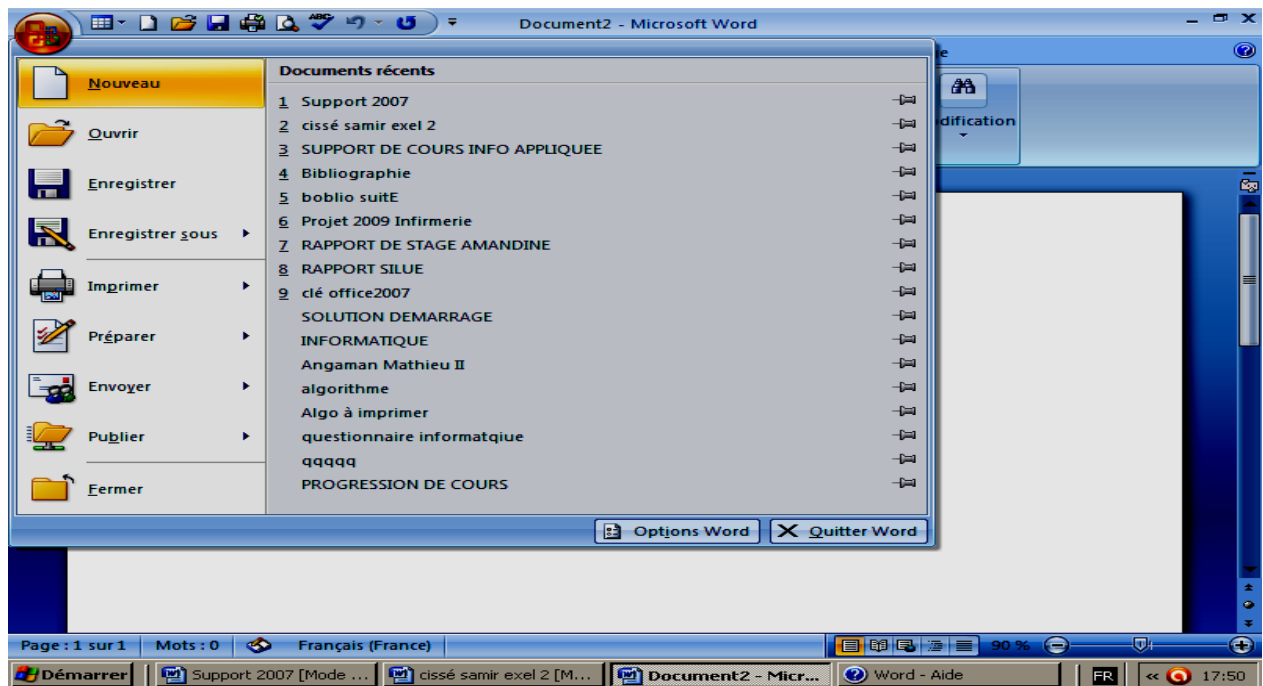 ABC
Document2 - Microsoft Word
Nouveau
Ouvrir
Enregistrer
Enregistrer sous
Imprimer
Préparer
Envoyer
Publier
Fermer
Documents récents
1 Support 2007
2 cissé samir exel 2
3 SUPPORT DE COURS INFO APPLIQUEE
4 Bibliographie
5 boblio suitE
6 Projet 2009 Infirmerie
7 RAPPORT DE STAGE AMANDINE
8 RAPPORT SILUE
9 clé office2007
SOLUTION DEMARRAGE
INFORMATIQUE
Angaman Mathieu II
algorithme
Algo à imprimer
questionnaire informatqiue
qqqqq
PROGRESSION DE COURS
Options Word
Quitter Word
le
dification
Page : 1 sur 1
Mots : 0
Français (France)
90 %
Démarrer
Support 2007 [Mode ...
cissé samir exel 2 [M...
Document2 - Micr...
Word - Aide
FR
«
17:50